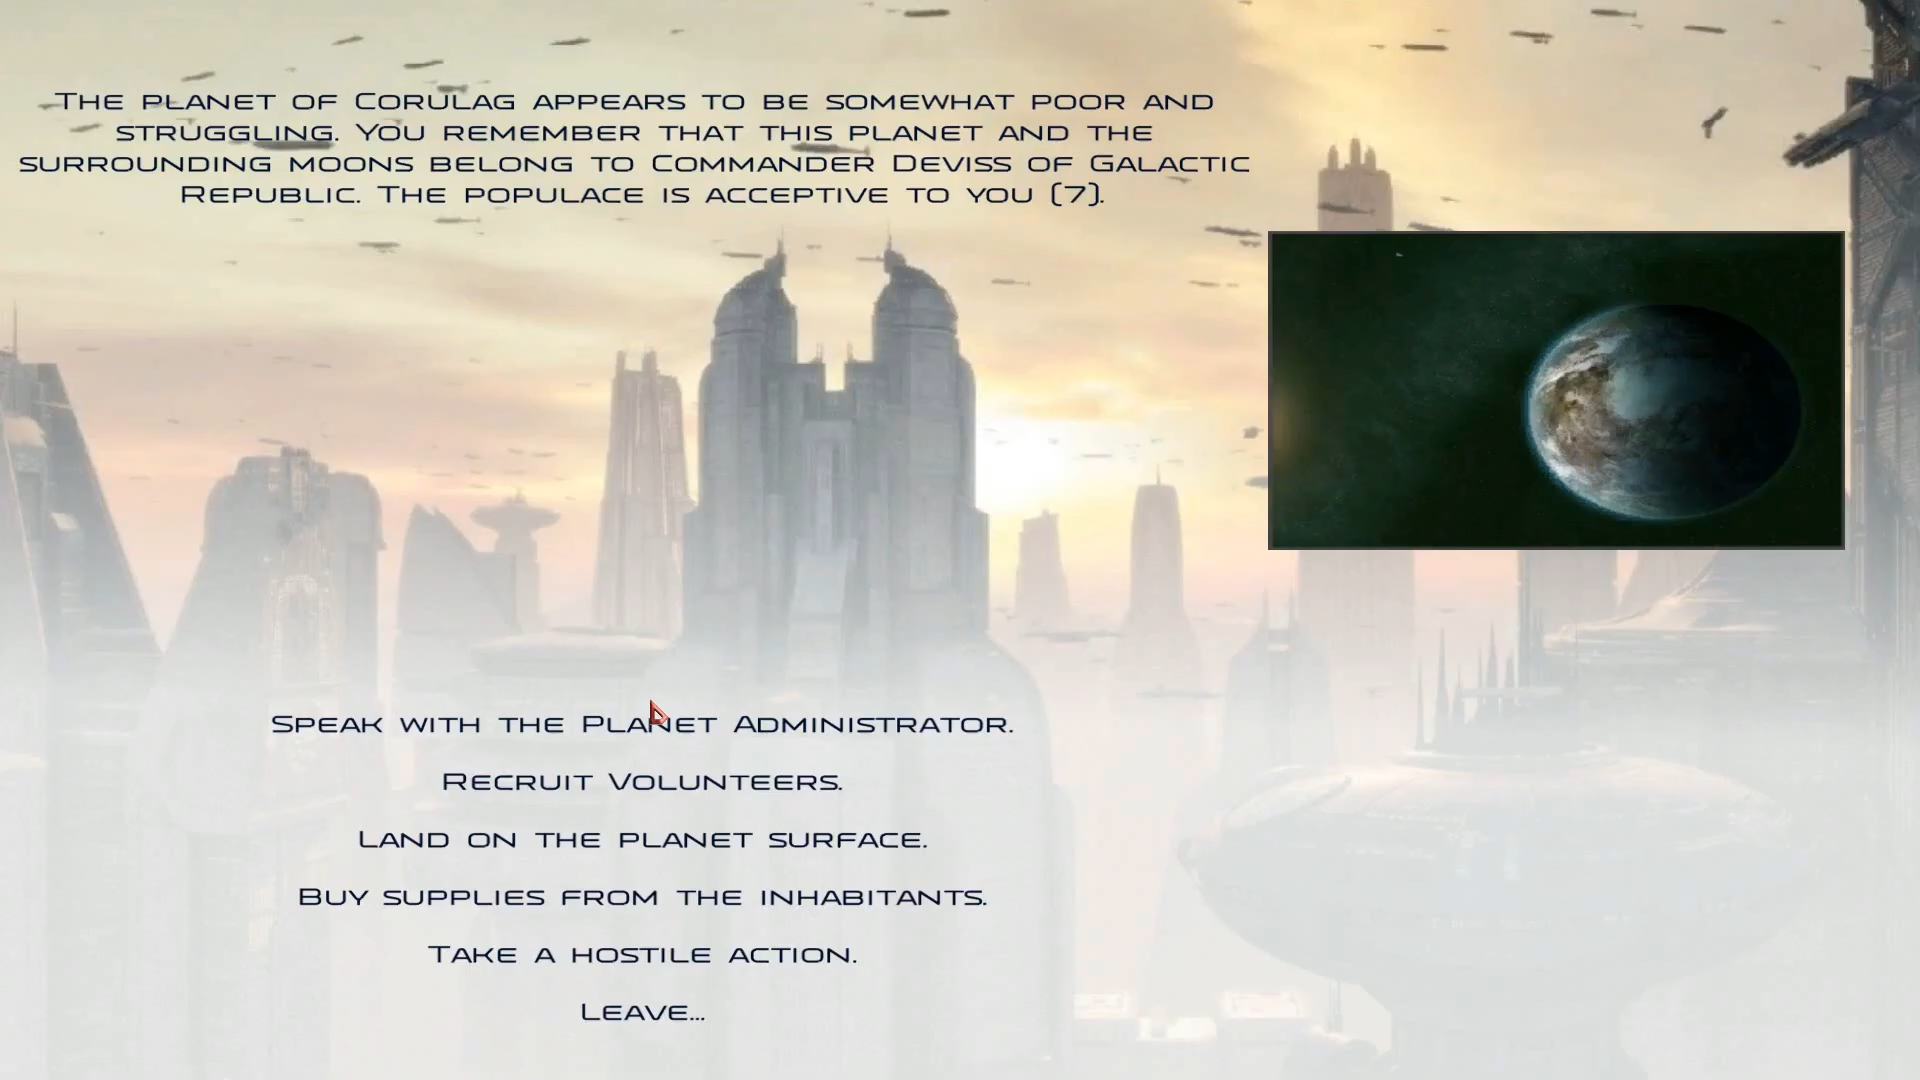 The planet of Corulag appears to be somewhat poor and
struggling. You remember that this planet and the
surrounding moons belong to Commander Deviss of Galactic
Republic. The populace is acceptive to you (7).
Speak with the Planet Administrator.
Recruit Volunteers.
Land on the planet surface.
Buy supplies from the inhabitants.
Take a hostile action.
Leave...